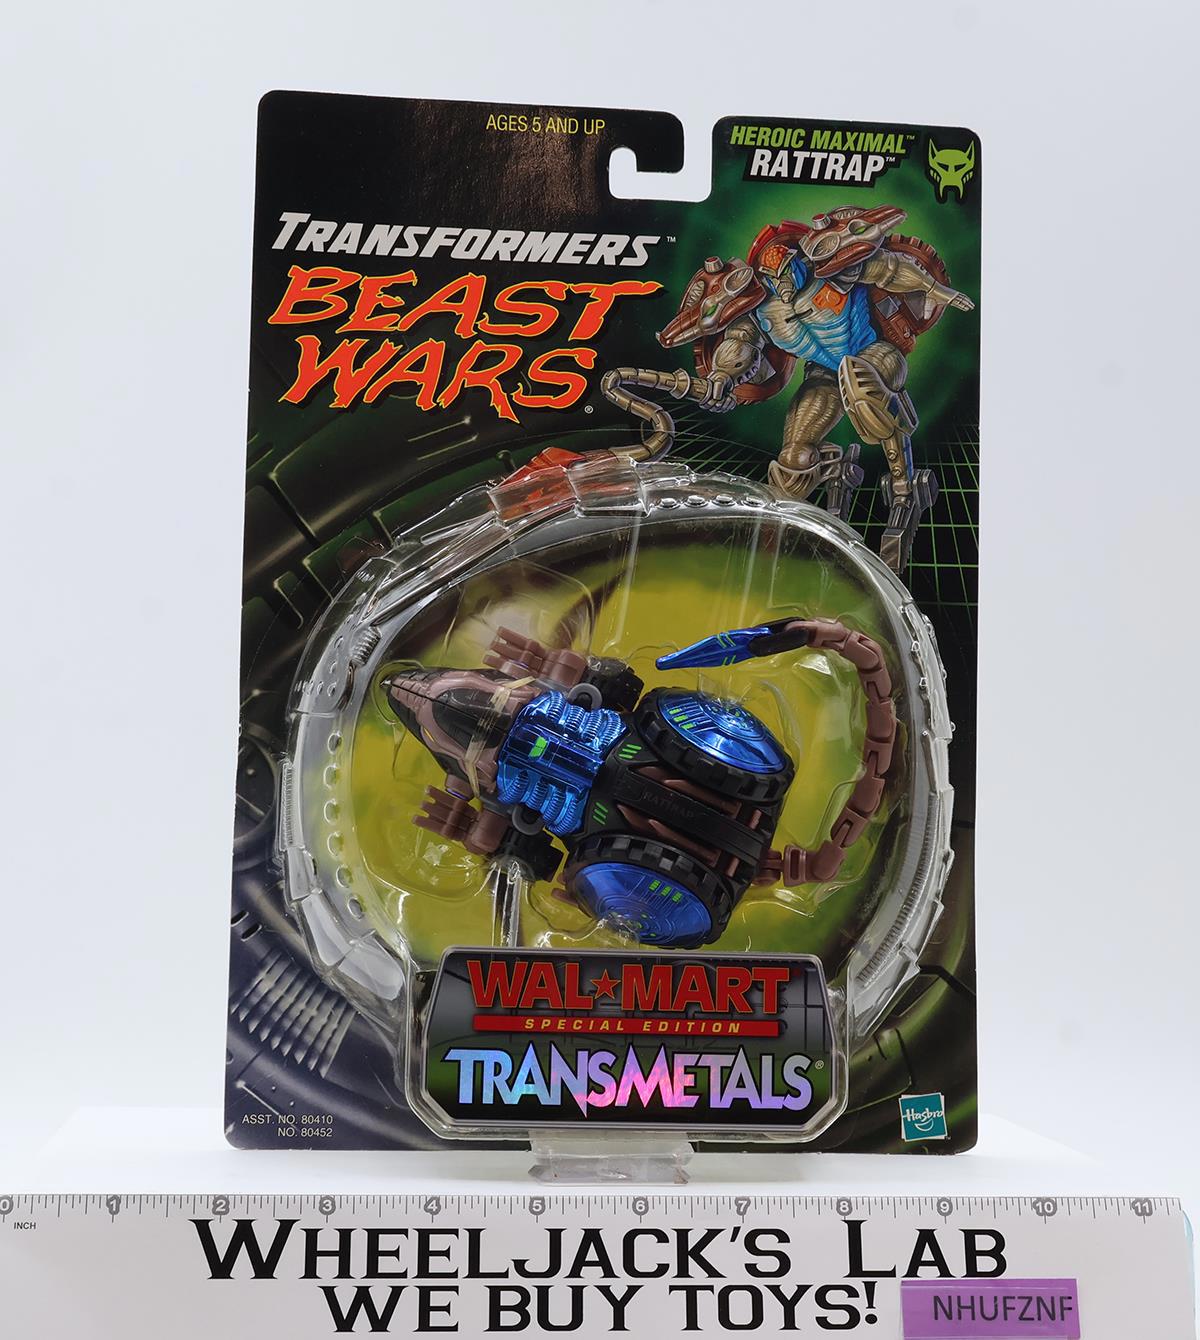 AGES 5 AND UP
HEROIC MAXIMAL™
RATTRAP™
TRANSFORMERS™
BEAST
WARS®
RATTRAP
WAL★MART®
SPECIAL EDITION
TRANSMETALS®
ASST. NO. 80410
NO. 80452
Hasbro
0 1 2 3 4 5 6 7 8 9 10 11
INCH
WHEELJACK'S LAB
WE BUY TOYS!
NHUFZNF